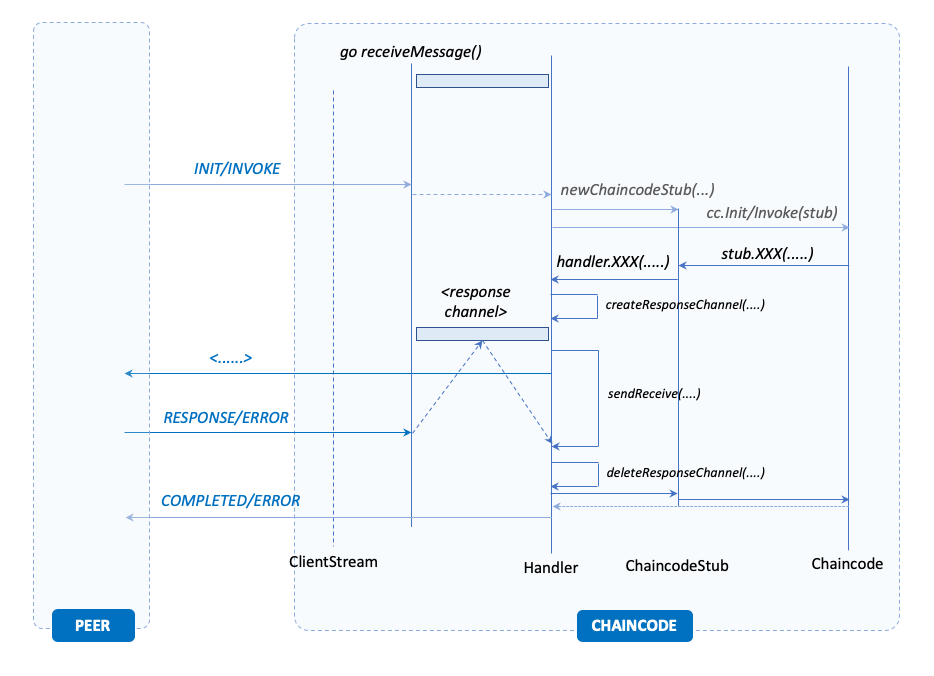 go receiveMessage()
INIT/INVOKE
newChaincodeStub(...)
cc.Init/Invoke(stub)
stub.XXX(.....)
handler.XXX(.....)
<response
channel>
createResponseChannel(....)
<......>
sendReceive(....)
RESPONSE/ERROR
deleteResponseChannel(....)
COMPLETED/ERROR
ClientStream
Handler
ChaincodeStub
Chaincode
PEER
CHAINCODE